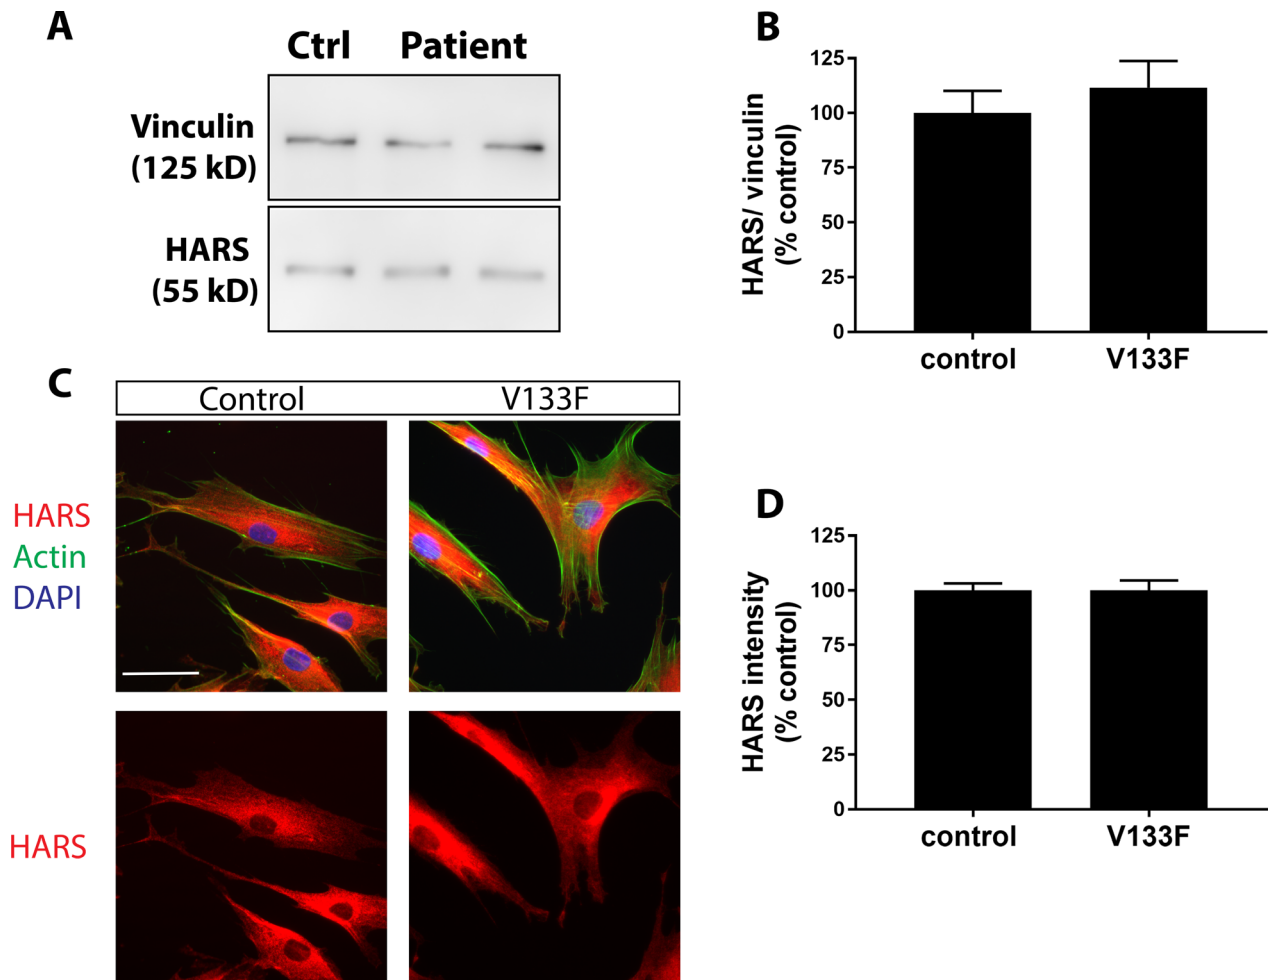 A
Ctrl Patient
Vinculin
(125 kD)
HARS
(55 kD)
B
HARS/ vinculin
(% control)
125
100
75
50
25
0
control V133F
C
Control V133F
HARS
Actin
DAPI
HARS
D
HARS intensity
(% control)
125
100
75
50
25
0
control V133F